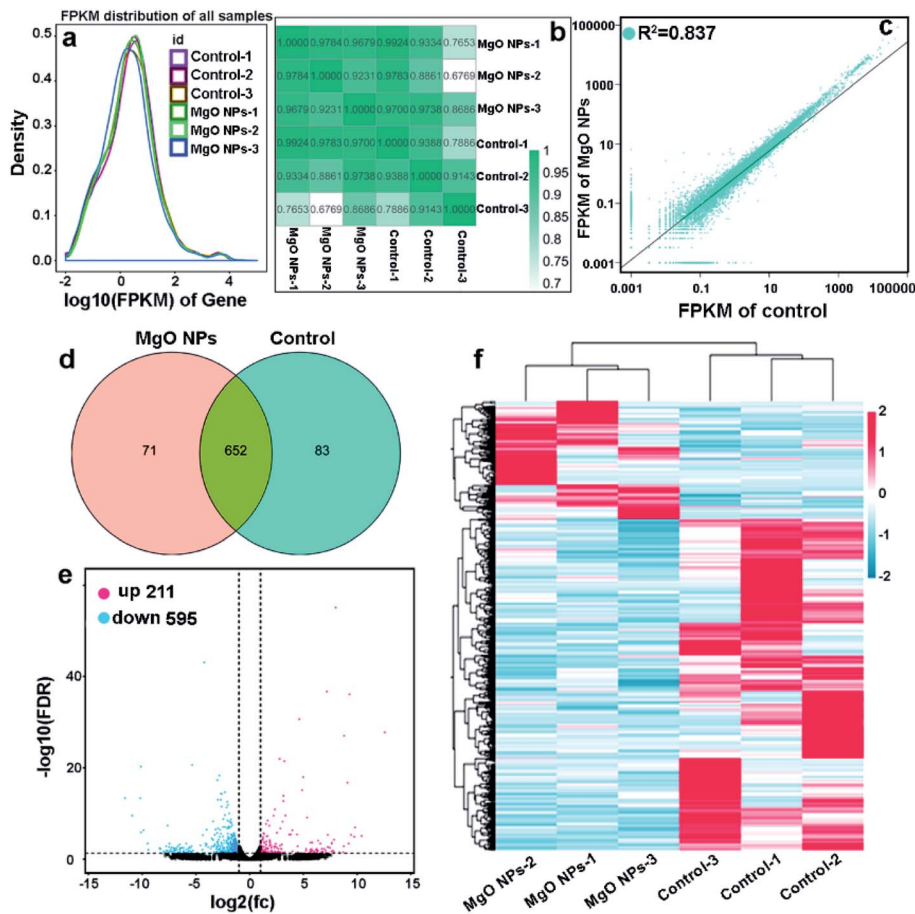 FPKM distribution of all samples
a
id
Control-1
Control-2
Control-3
MgO NPs-1
MgO NPs-2
MgO NPs-3
0.5
0.4
0.3
0.2
0.1
0.0
Density
-2
0
2
4
log10(FPKM) of Gene
b
1.0000 0.9784 0.9679 0.9924 0.9334 0.7653 MgO NPs-1
0.9784 1.0000 0.9231 0.9783 0.8861 0.6769 MgO NPs-2
0.9679 0.9231 1.0000 0.9700 0.9738 0.8686 MgO NPs-3
0.9924 0.9783 0.9700 1.0000 0.9388 0.7886 Control-1
0.9334 0.8861 0.9738 0.9388 1.0000 0.9143 Control-2
0.7653 0.6769 0.8686 0.7886 0.9143 1.0000 Control-3
MgO NPs-1
MgO NPs-2
MgO NPs-3
Control-1
Control-2
Control-3
1
0.95
0.9
0.85
0.8
0.75
0.7
c
R²=0.837
100000
1000
10
0.1
0.001
FPKM of MgO NPs
0.001
0.1
10
1000
100000
FPKM of control
d
MgO NPs
Control
71
652
83
e
up 211
down 595
40
20
0
-log10(FDR)
-15
-10
-5
0
5
10
15
log2(fc)
f
2
1
0
-1
-2
MgO NPs-2
MgO NPs-1
MgO NPs-3
Control-3
Control-1
Control-2